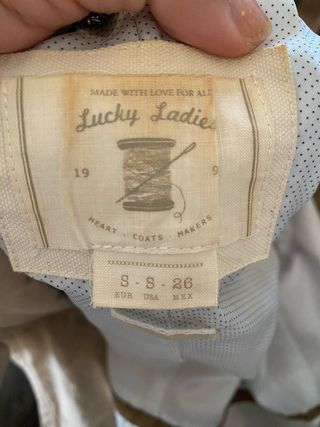 MADE WITH LOVE FOR ALL
Lucky Ladies
19 9
HEART · COATS · MAKERS
S - S - 26
EUR USA MEX